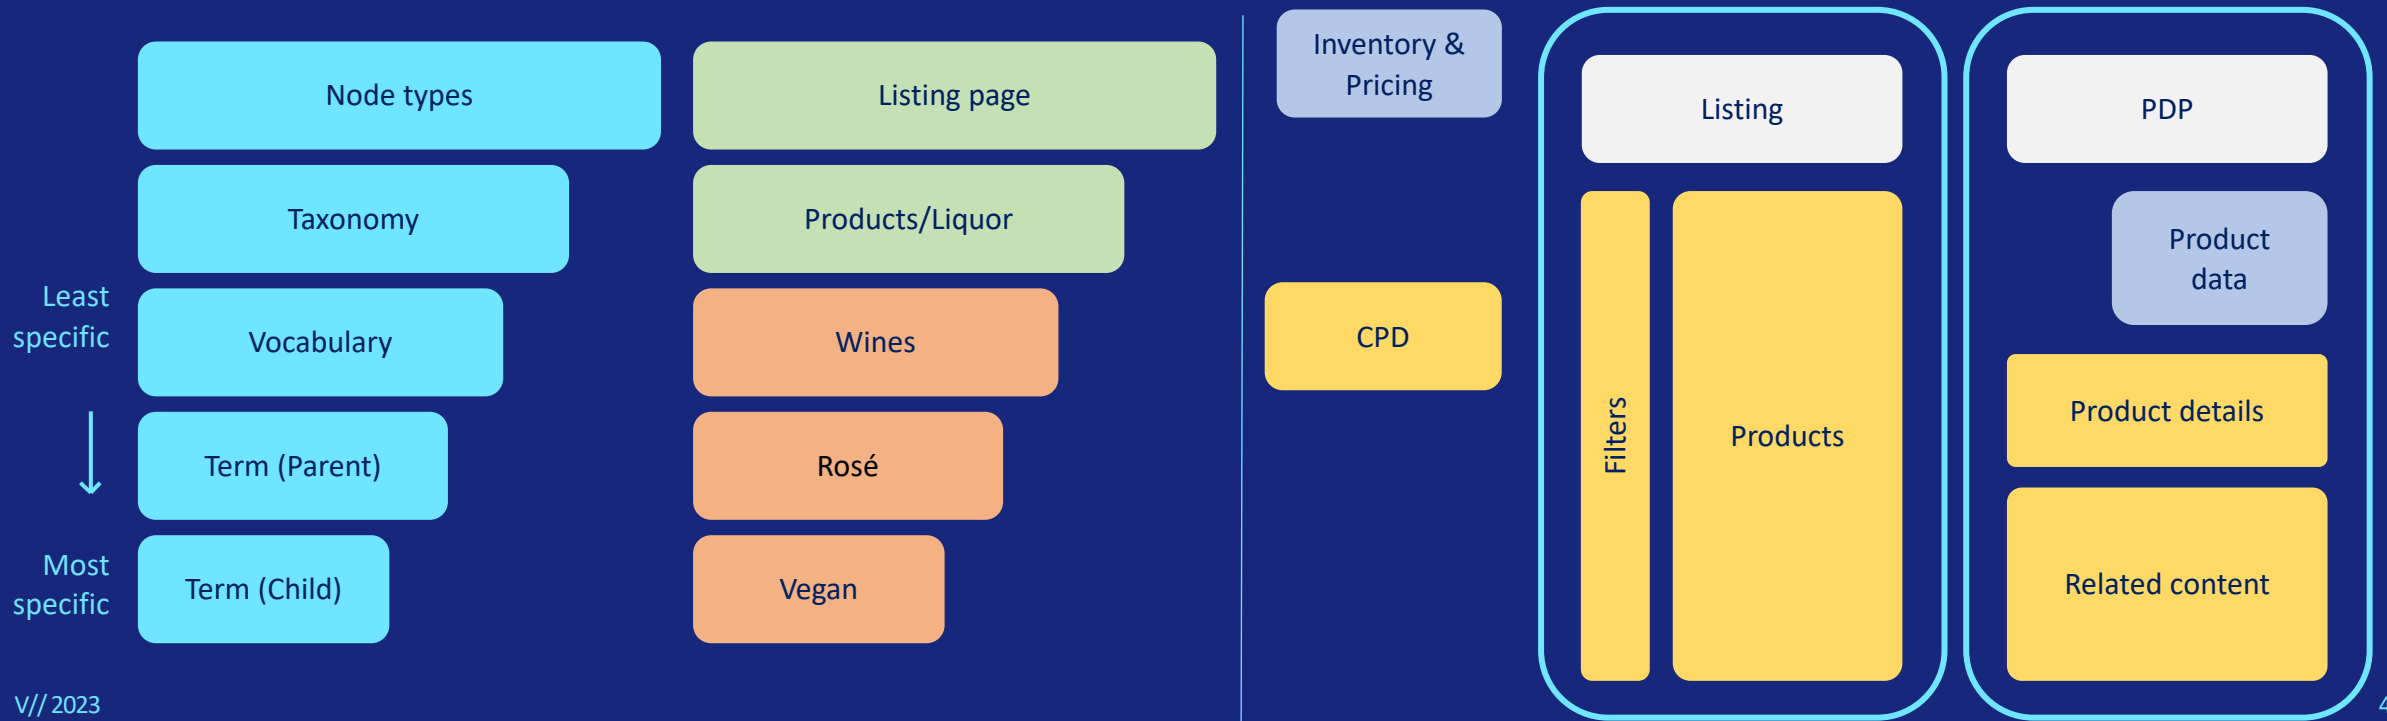 Node types
Taxonomy
Least
specific
Vocabulary
Term (Parent)
Most
specific
Term (Child)
Listing page
Products/Liquor
Wines
Rosé
Vegan
Inventory &
Pricing
CPD
Listing
Filters
Products
PDP
Product
data
Product details
Related content
V// 2023